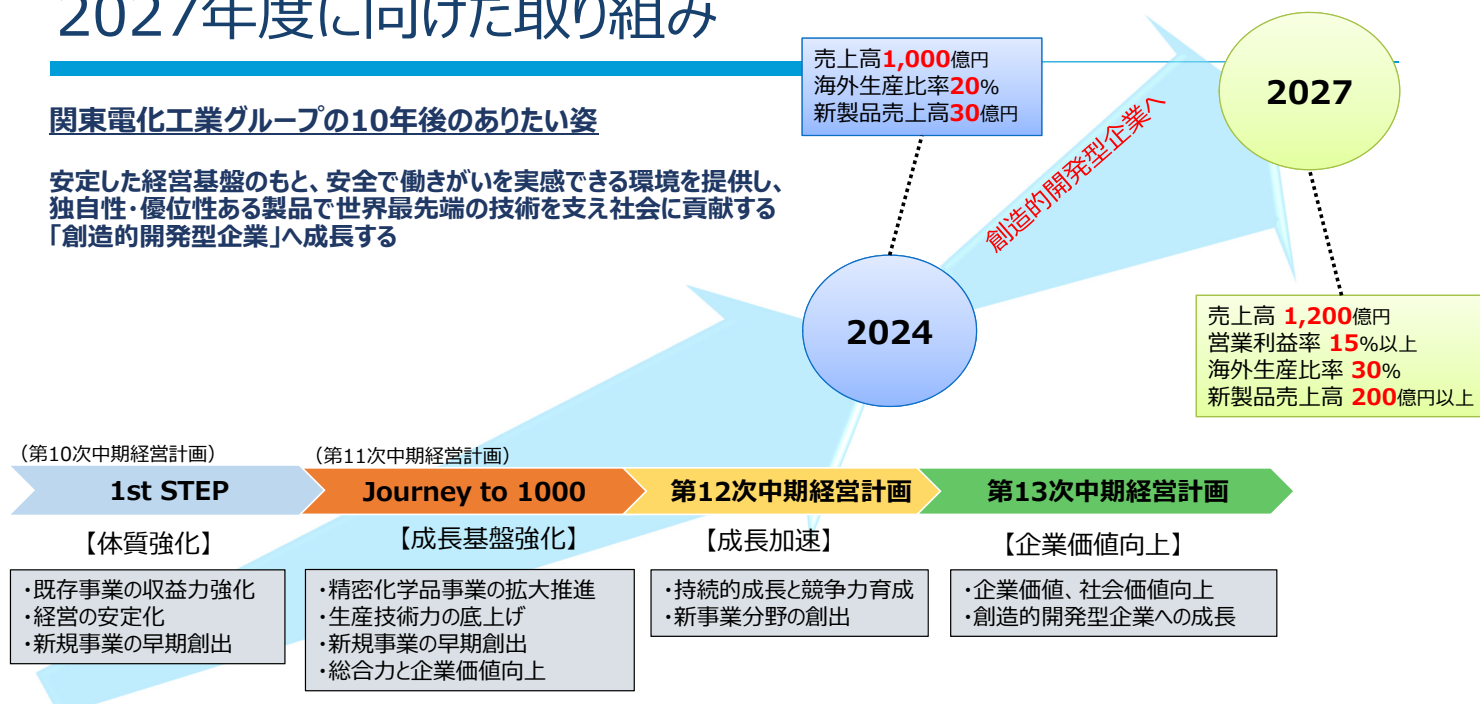 2027年度に向けた取り組み
関東電化工業グループの10年後のありたい姿
安定した経営基盤のもと、安全で働きがいを実感できる環境を提供し、
独自性・優位性ある製品で世界最先端の技術を支え社会に貢献する
「創造的開発型企業」へ成長する
売上高1,000億円
海外生産比率20%
新製品売上高30億円
2024
創造的開発型企業へ
2027
売上高 1,200億円
営業利益率 15%以上
海外生産比率 30%
新製品売上高 200億円以上
（第10次中期経営計画）
1st STEP
【体質強化】
・既存事業の収益力強化
・経営の安定化
・新規事業の早期創出
（第11次中期経営計画）
Journey to 1000
【成長基盤強化】
・精密化学品事業の拡大推進
・生産技術力の底上げ
・新規事業の早期創出
・総合力と企業価値向上
第12次中期経営計画
【成長加速】
・持続的成長と競争力育成
・新事業分野の創出
第13次中期経営計画
【企業価値向上】
・企業価値、社会価値向上
・創造的開発型企業への成長